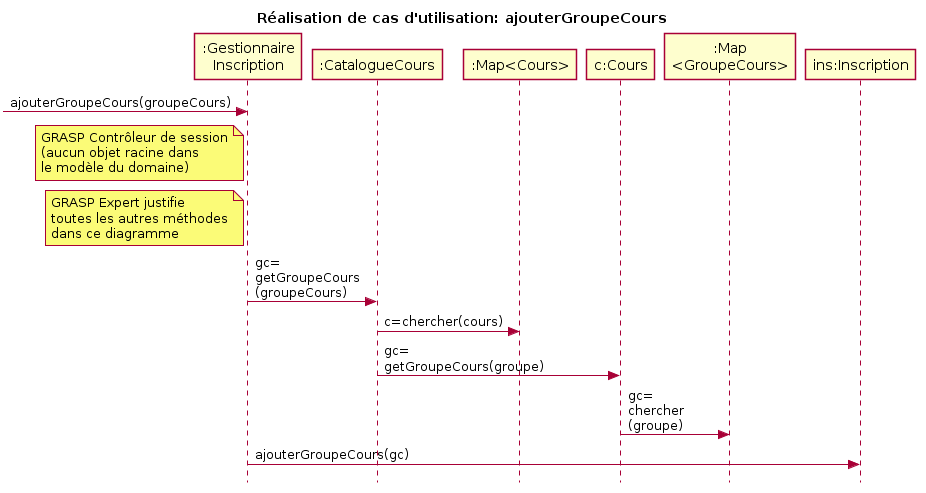 Réalisation de cas d'utilisation: ajouterGroupeCours
:Gestionnaire
Inscription
:CatalogueCours
:Map<Cours>
c:Cours
:Map
<GroupeCours>
ins:Inscription
ajouterGroupeCours(groupeCours)
GRASP Contrôleur de session
(aucun objet racine dans
le modèle du domaine)
GRASP Expert justifie
toutes les autres méthodes
dans ce diagramme
gc=
getGroupeCours
(groupeCours)
c=chercher(cours)
gc=
getGroupeCours(groupe)
gc=
chercher
(groupe)
ajouterGroupeCours(gc)